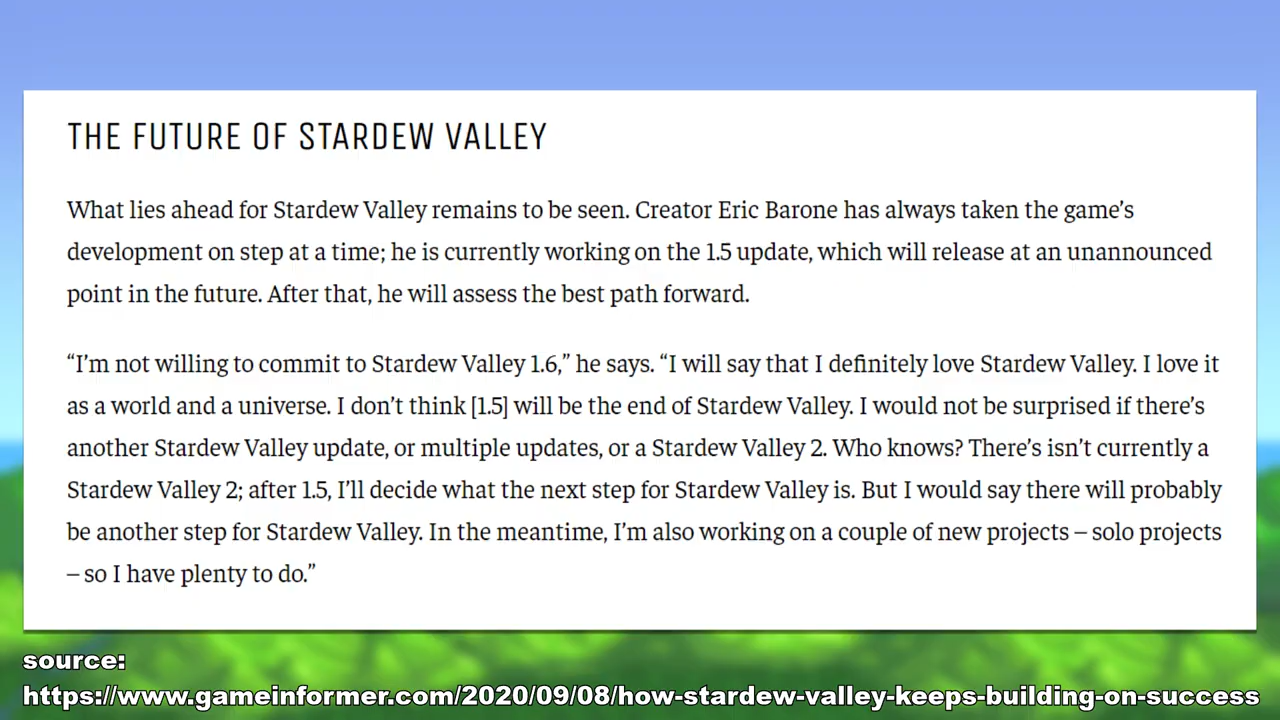 THE FUTURE OF STARDEW VALLEY
What lies ahead for Stardew Valley remains to be seen. Creator Eric Barone has always taken the game’s
development on step at a time; he is currently working on the 1.5 update, which will release at an unannounced
point in the future. After that, he will assess the best path forward.
“I’m not willing to commit to Stardew Valley 1.6,” he says. “I will say that I definitely love Stardew Valley. I love it
as a world and a universe. I don’t think [1.5] will be the end of Stardew Valley. I would not be surprised if there’s
another Stardew Valley update, or multiple updates, or a Stardew Valley 2. Who knows? There’s isn’t currently a
Stardew Valley 2; after 1.5, I’ll decide what the next step for Stardew Valley is. But I would say there will probably
be another step for Stardew Valley. In the meantime, I’m also working on a couple of new projects – solo projects
– so I have plenty to do.”
source:
https://www.gameinformer.com/2020/09/08/how-stardew-valley-keeps-building-on-success